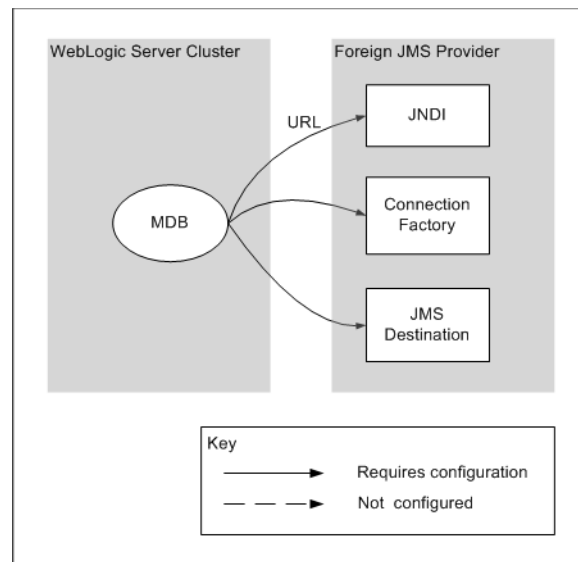 WebLogic Server Cluster
Foreign JMS Provider
URL
JNDI
MDB
Connection
Factory
JMS
Destination
Key
Requires configuration
Not configured